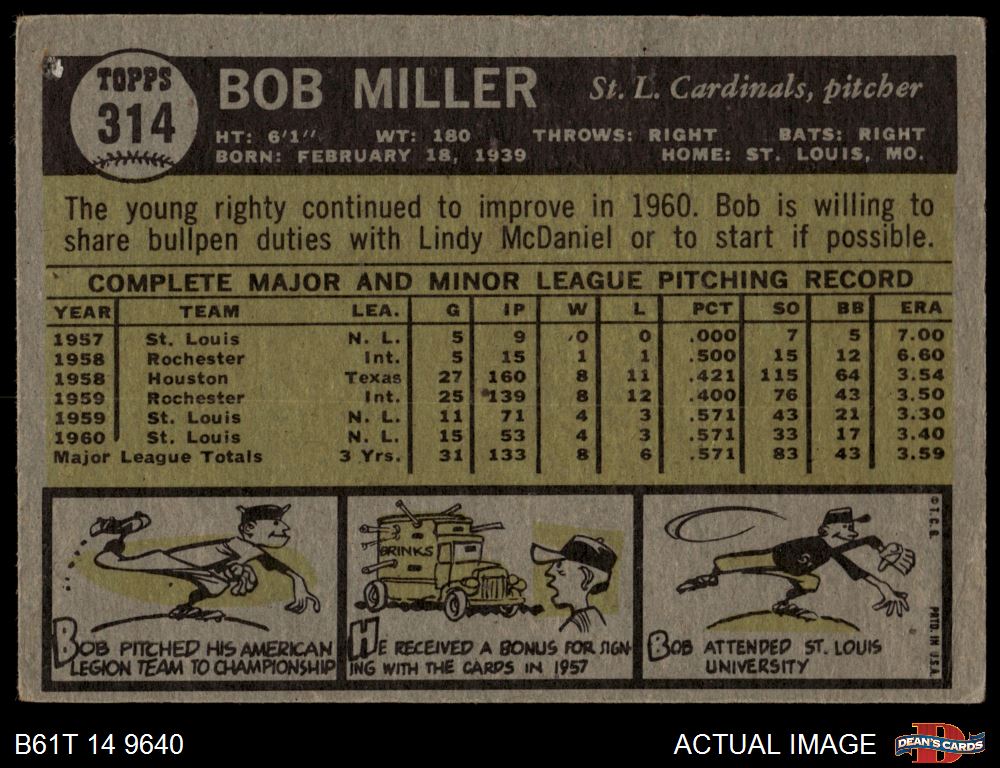 TOPPS
314
BOB MILLER
St. L. Cardinals, pitcher
HT: 6'1" WT: 180 THROWS: RIGHT BATS: RIGHT
BORN: FEBRUARY 18, 1939 HOME: ST. LOUIS, MO.
The young righty continued to improve in 1960. Bob is willing to
share bullpen duties with Lindy McDaniel or to start if possible.
COMPLETE MAJOR AND MINOR LEAGUE PITCHING RECORD
YEAR TEAM LEA. G IP W L PCT SO BB ERA
1957 St. Louis N. L. 5 9 0 0 .000 7 5 7.00
1958 Rochester Int. 5 15 1 1 .500 15 12 6.60
1958 Houston Texas 27 160 8 11 .421 115 64 3.54
1959 Rochester Int. 25 139 8 12 .400 76 43 3.50
1959 St. Louis N. L. 11 71 4 3 .571 43 21 3.30
1960 St. Louis N. L. 15 53 4 3 .571 33 17 3.40
Major League Totals 3 Yrs. 31 133 8 6 .571 83 43 3.59
BOB PITCHED HIS AMERICAN
LEGION TEAM TO CHAMPIONSHIP
BRINKS
HE RECEIVED A BONUS FOR SIGN-
ING WITH THE CARDS IN 1957
BOB ATTENDED ST. LOUIS
UNIVERSITY
© T.C.G.
PRTD. IN U.S.A.
B61T 14 9640
ACTUAL IMAGE
D
DEAN'S CARDS